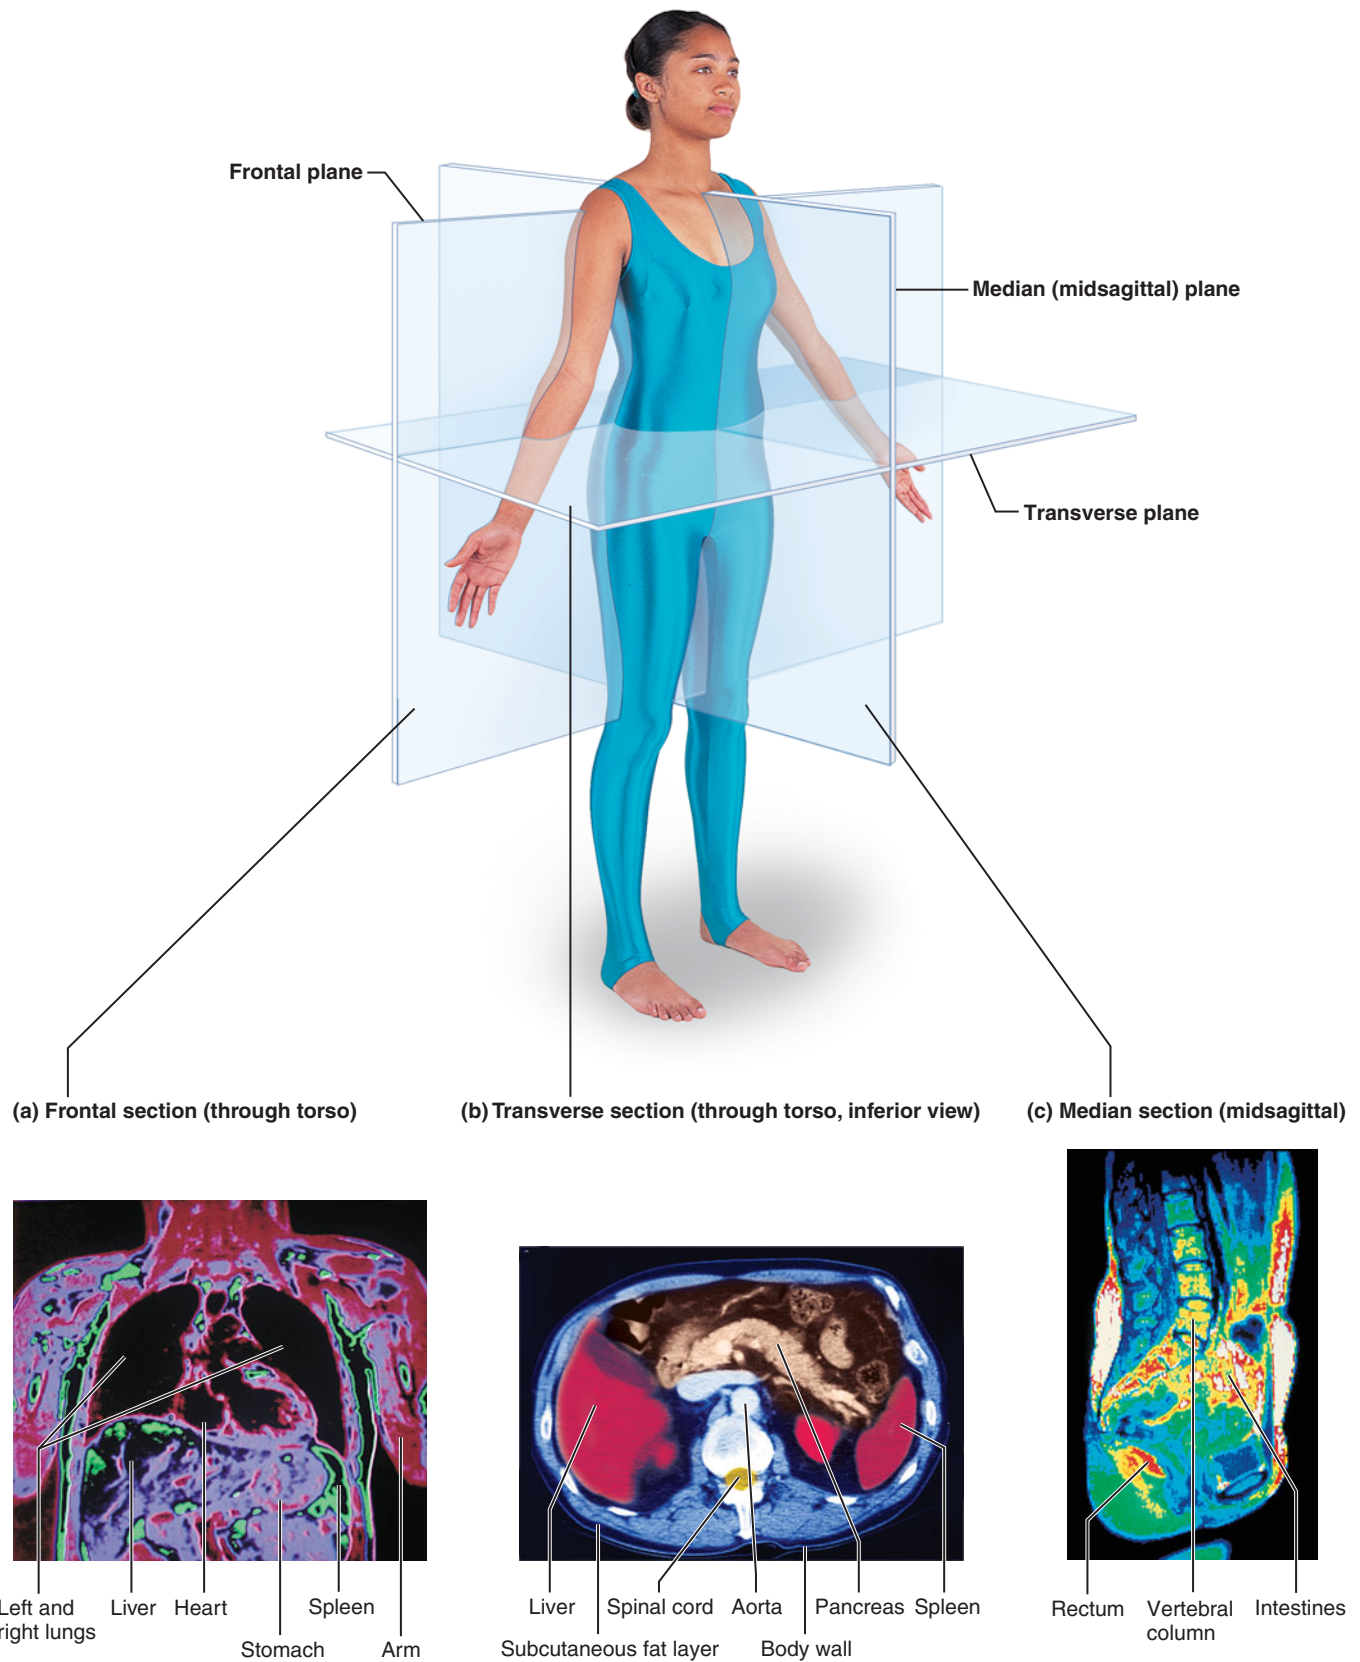 Frontal plane
Median (midsagittal) plane
Transverse plane
(a) Frontal section (through torso)
(b) Transverse section (through torso, inferior view)
(c) Median section (midsagittal)
Left and
right lungs
Liver
Heart
Spleen
Stomach
Arm
Liver
Spinal cord
Aorta
Pancreas
Spleen
Subcutaneous fat layer
Body wall
Rectum
Vertebral
column
Intestines